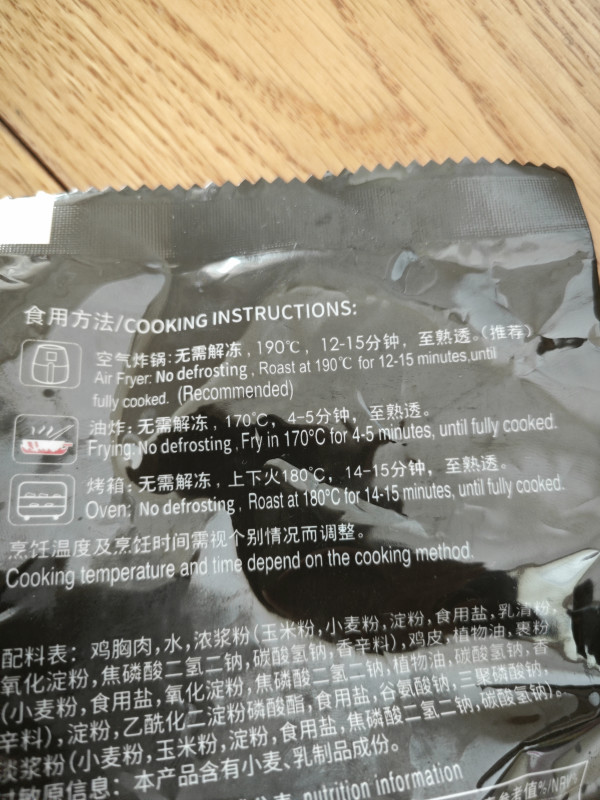 食用方法/COOKING INSTRUCTIONS:
空气炸锅:无需解冻,190℃,12-15分钟,至熟透。(推荐)
Air Fryer: No defrosting, Roast at 190℃ for 12-15 minutes,until
fully cooked. (Recommended)
油炸:无需解冻,170℃,4-5分钟,至熟透。
Frying: No defrosting, Fry in 170°C for 4-5 minutes, until fully cooked.
烤箱:无需解冻,上下火180℃,14-15分钟,至熟透。
Oven: No defrosting, Roast at 180°C for 14-15 minutes, until fully cooked.
烹饪温度及烹饪时间需视个别情况而调整。
Cooking temperature and time depend on the cooking method.
配料表:鸡胸肉,水,浓浆粉(玉米粉,小麦粉,淀粉,食用盐,乳清粉,
氧化淀粉,焦磷酸二氢二钠,碳酸氢钠,香辛料),鸡皮,植物油,裹粉
(小麦粉,食用盐,氧化淀粉,焦磷酸二氢二钠,植物油,碳酸氢钠,香
辛料),淀粉,乙酰化二淀粉磷酸酯,食用盐,谷氨酸钠,三聚磷酸钠,
淡浆粉(小麦粉,玉米粉,淀粉,食用盐,焦磷酸二氢二钠,碳酸氢钠)。
过敏原信息:本产品含有小麦、乳制品成份。
nutrition information
参考值%/NRV%